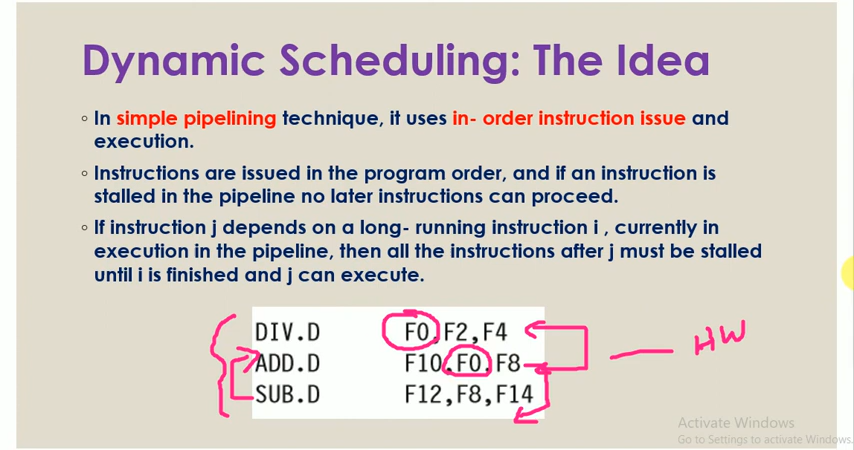 Dynamic Scheduling: The Idea
◦ In simple pipelining technique, it uses in- order instruction issue and
execution.
◦ Instructions are issued in the program order, and if an instruction is
stalled in the pipeline no later instructions can proceed.
◦ If instruction j depends on a long- running instruction i , currently in
execution in the pipeline, then all the instructions after j must be stalled
until i is finished and j can execute.
DIV.D F0,F2,F4
ADD.D F10,F0,F8
SUB.D F12,F8,F14
HW
Activate Windows
Go to Settings to activate Windows.